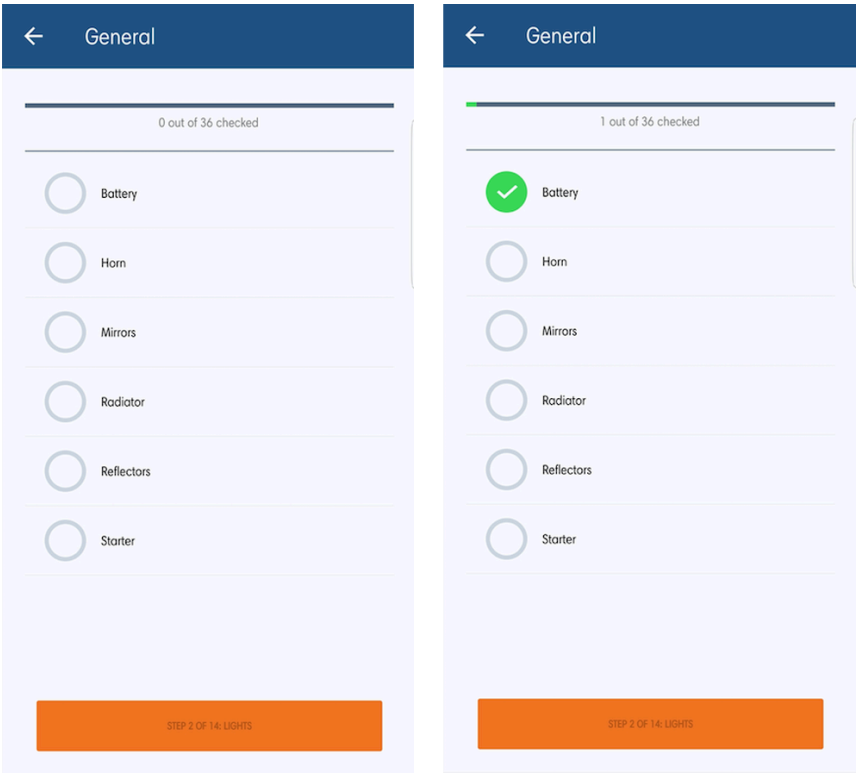 General
0 out of 36 checked
Battery
Horn
Mirrors
Radiator
Reflectors
Starter
STEP 2 OF 14: LIGHTS
General
1 out of 36 checked
Battery
Horn
Mirrors
Radiator
Reflectors
Starter
STEP 2 OF 14: LIGHTS